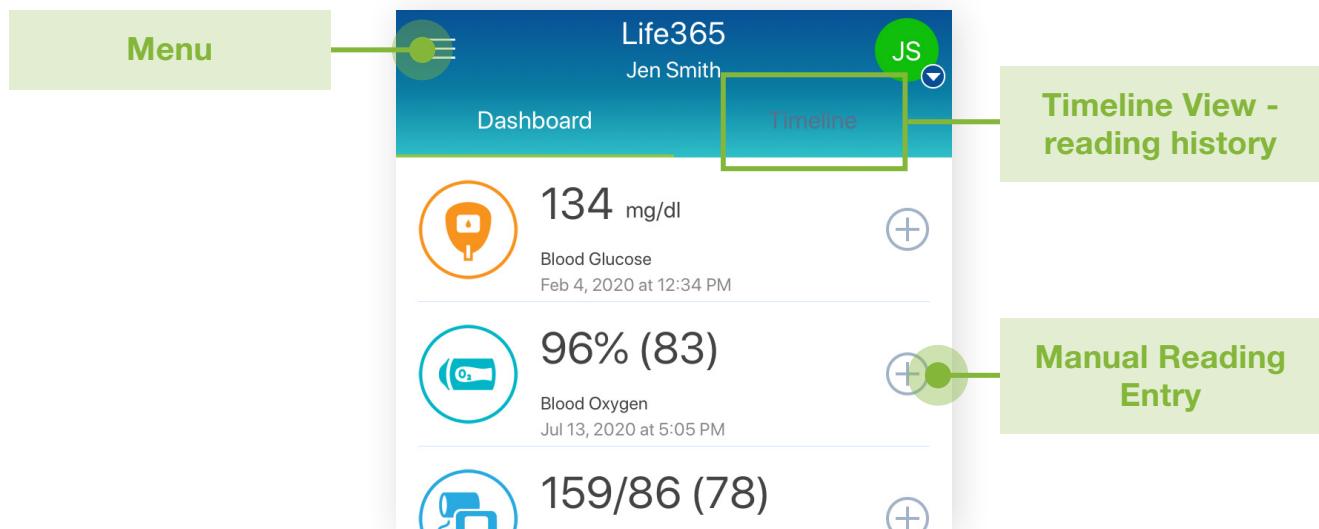 Menu
Life365
Jen Smith
JS
Dashboard
Timeline
Timeline View -
reading history
134 mg/dl
Blood Glucose
Feb 4, 2020 at 12:34 PM
96% (83)
O₂
Blood Oxygen
Jul 13, 2020 at 5:05 PM
Manual Reading
Entry
159/86 (78)